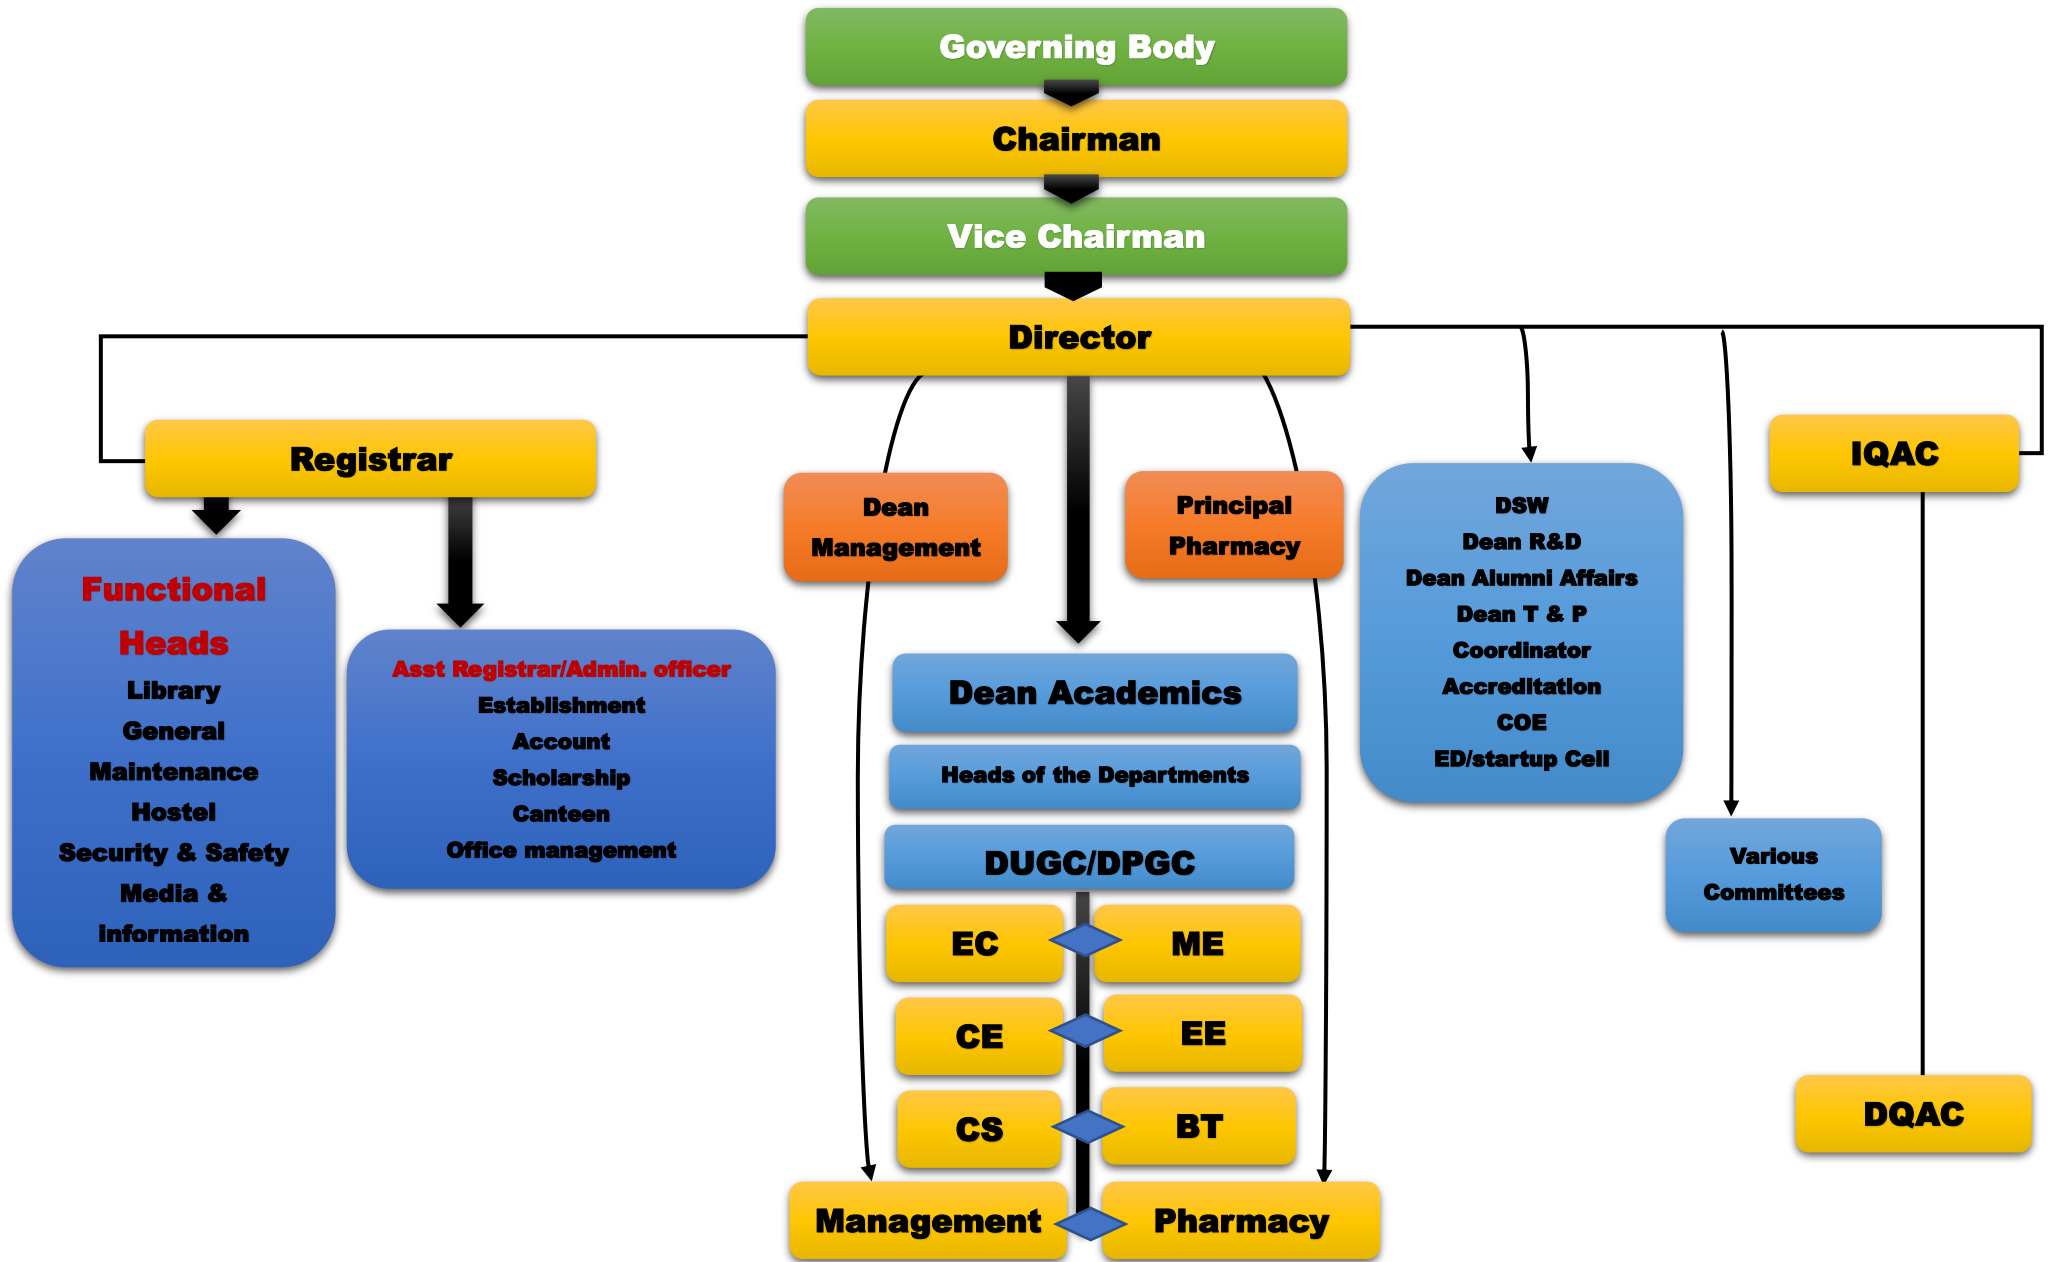 Governing Body
Chairman
Vice Chairman
Director
Registrar
Functional
Heads
Library
General
Maintenance
Hostel
Security & Safety
Media &
information
Asst Registrar/Admin. officer
Establishment
Account
Scholarship
Canteen
Office management
Dean
Management
Principal
Pharmacy
Dean Academics
Heads of the Departments
DUGC/DPGC
EC
ME
CE
EE
CS
BT
Management
Pharmacy
DSW
Dean R&D
Dean Alumni Affairs
Dean T & P
Coordinator
Accreditation
COE
ED/startup Cell
Various
Committees
IQAC
DQAC